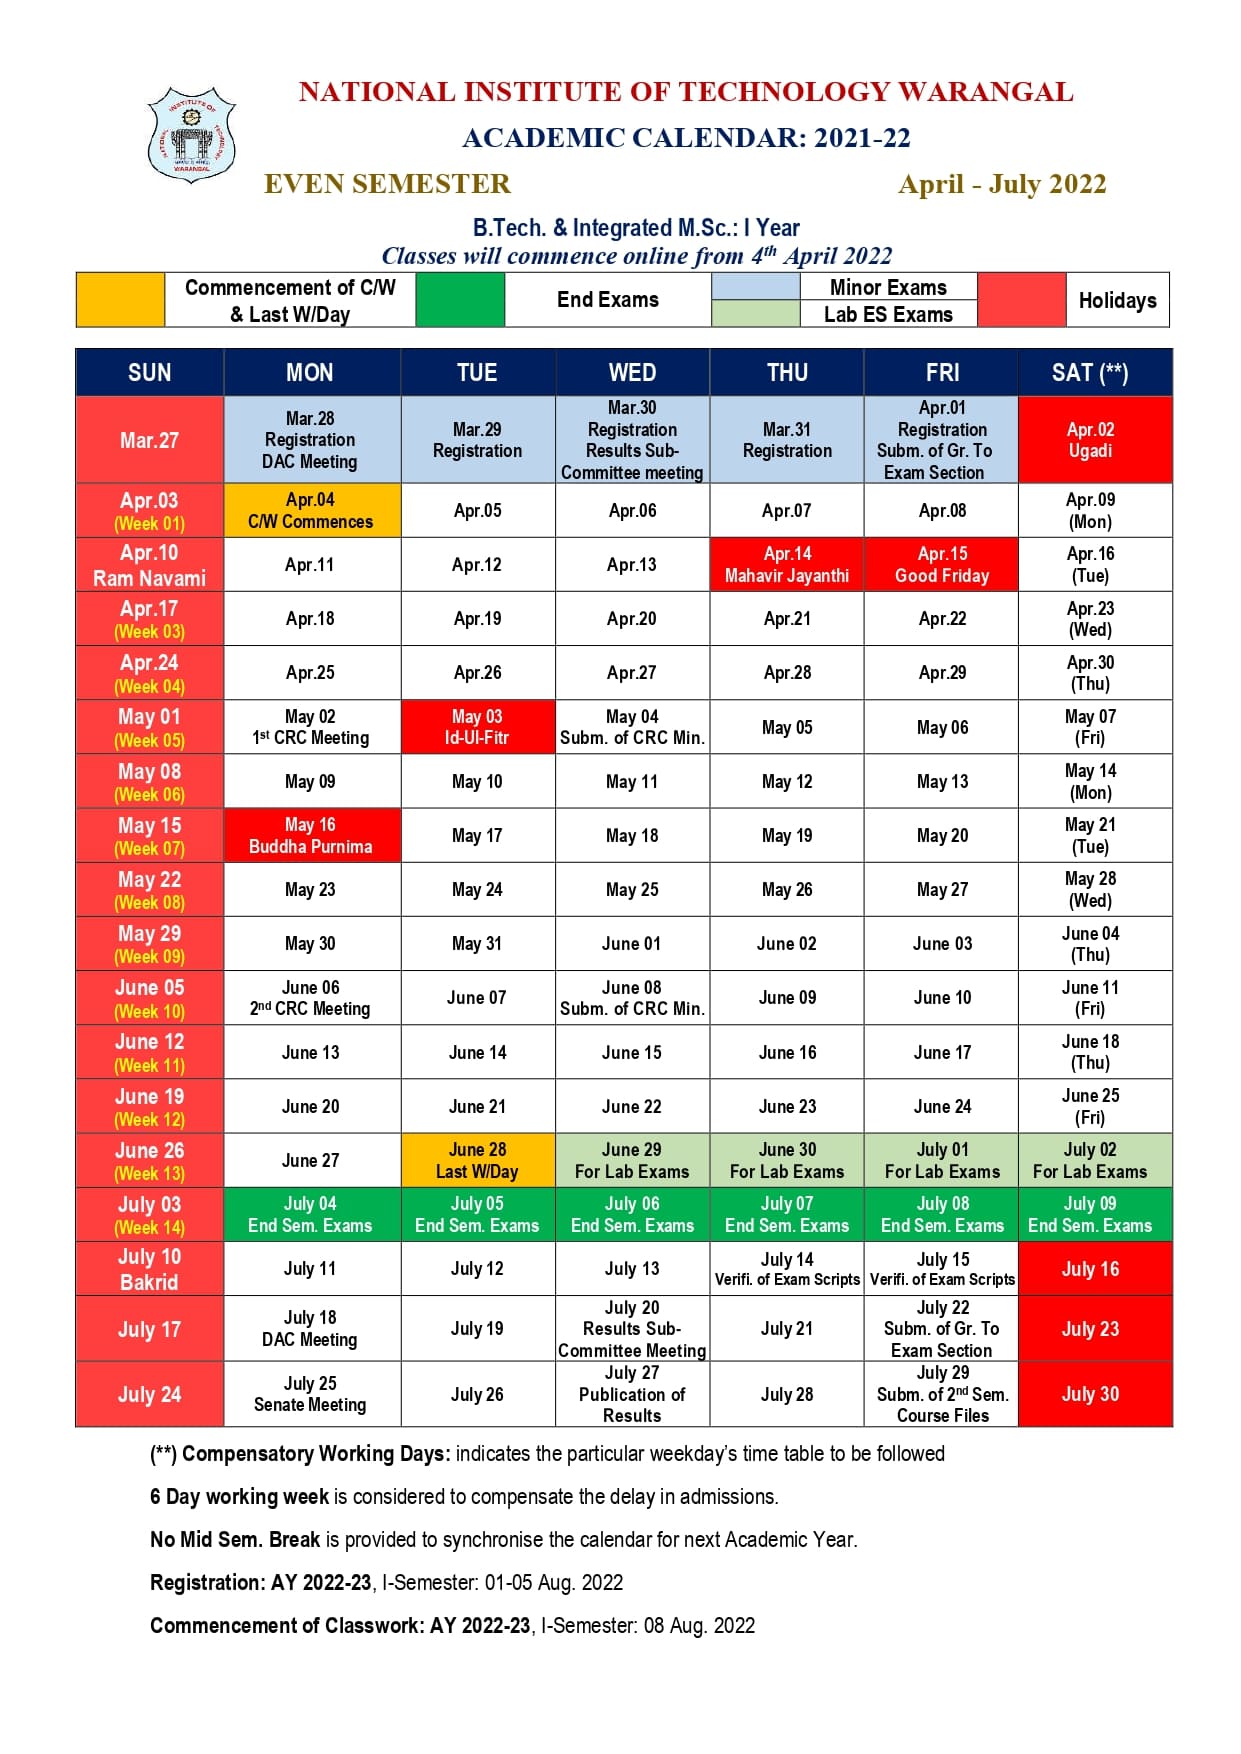 NATIONAL INSTITUTE OF TECHNOLOGY WARANGAL
ACADEMIC CALENDAR: 2021-22
EVEN SEMESTER April - July 2022
B.Tech. & Integrated M.Sc.: I Year
Classes will commence online from 4th April 2022
Commencement of C/W
& Last W/Day
End Exams
Minor Exams
Lab ES Exams
Holidays
SUN MON TUE WED THU FRI SAT (**)
Mar.27
Mar.28
Registration
DAC Meeting
Mar.29
Registration
Mar.30
Registration
Results Sub-
Committee meeting
Mar.31
Registration
Apr.01
Registration
Subm. of Gr. To
Exam Section
Apr.02
Ugadi
Apr.03
(Week 01)
Apr.04
C/W Commences
Apr.05
Apr.06
Apr.07
Apr.08
Apr.09
(Mon)
Apr.10
Ram Navami
Apr.11
Apr.12
Apr.13
Apr.14
Mahavir Jayanthi
Apr.15
Good Friday
Apr.16
(Tue)
Apr.17
(Week 03)
Apr.18
Apr.19
Apr.20
Apr.21
Apr.22
Apr.23
(Wed)
Apr.24
(Week 04)
Apr.25
Apr.26
Apr.27
Apr.28
Apr.29
Apr.30
(Thu)
May 01
(Week 05)
May 02
1st CRC Meeting
May 03
Id-Ul-Fitr
May 04
Subm. of CRC Min.
May 05
May 06
May 07
(Fri)
May 08
(Week 06)
May 09
May 10
May 11
May 12
May 13
May 14
(Mon)
May 15
(Week 07)
May 16
Buddha Purnima
May 17
May 18
May 19
May 20
May 21
(Tue)
May 22
(Week 08)
May 23
May 24
May 25
May 26
May 27
May 28
(Wed)
May 29
(Week 09)
May 30
May 31
June 01
June 02
June 03
June 04
(Thu)
June 05
(Week 10)
June 06
2nd CRC Meeting
June 07
June 08
Subm. of CRC Min.
June 09
June 10
June 11
(Fri)
June 12
(Week 11)
June 13
June 14
June 15
June 16
June 17
June 18
(Thu)
June 19
(Week 12)
June 20
June 21
June 22
June 23
June 24
June 25
(Fri)
June 26
(Week 13)
June 27
June 28
Last W/Day
June 29
For Lab Exams
June 30
For Lab Exams
July 01
For Lab Exams
July 02
For Lab Exams
July 03
(Week 14)
July 04
End Sem. Exams
July 05
End Sem. Exams
July 06
End Sem. Exams
July 07
End Sem. Exams
July 08
End Sem. Exams
July 09
End Sem. Exams
July 10
Bakrid
July 11
July 12
July 13
July 14
Verifi. of Exam Scripts
July 15
Verifi. of Exam Scripts
July 16
July 17
July 18
DAC Meeting
July 19
July 20
Results Sub-
Committee Meeting
July 21
July 22
Subm. of Gr. To
Exam Section
July 23
July 24
July 25
Senate Meeting
July 26
July 27
Publication of
Results
July 28
July 29
Subm. of 2nd Sem.
Course Files
July 30
(**) Compensatory Working Days: indicates the particular weekday's time table to be followed
6 Day working week is considered to compensate the delay in admissions.
No Mid Sem. Break is provided to synchronise the calendar for next Academic Year.
Registration: AY 2022-23, I-Semester: 01-05 Aug. 2022
Commencement of Classwork: AY 2022-23, I-Semester: 08 Aug. 2022